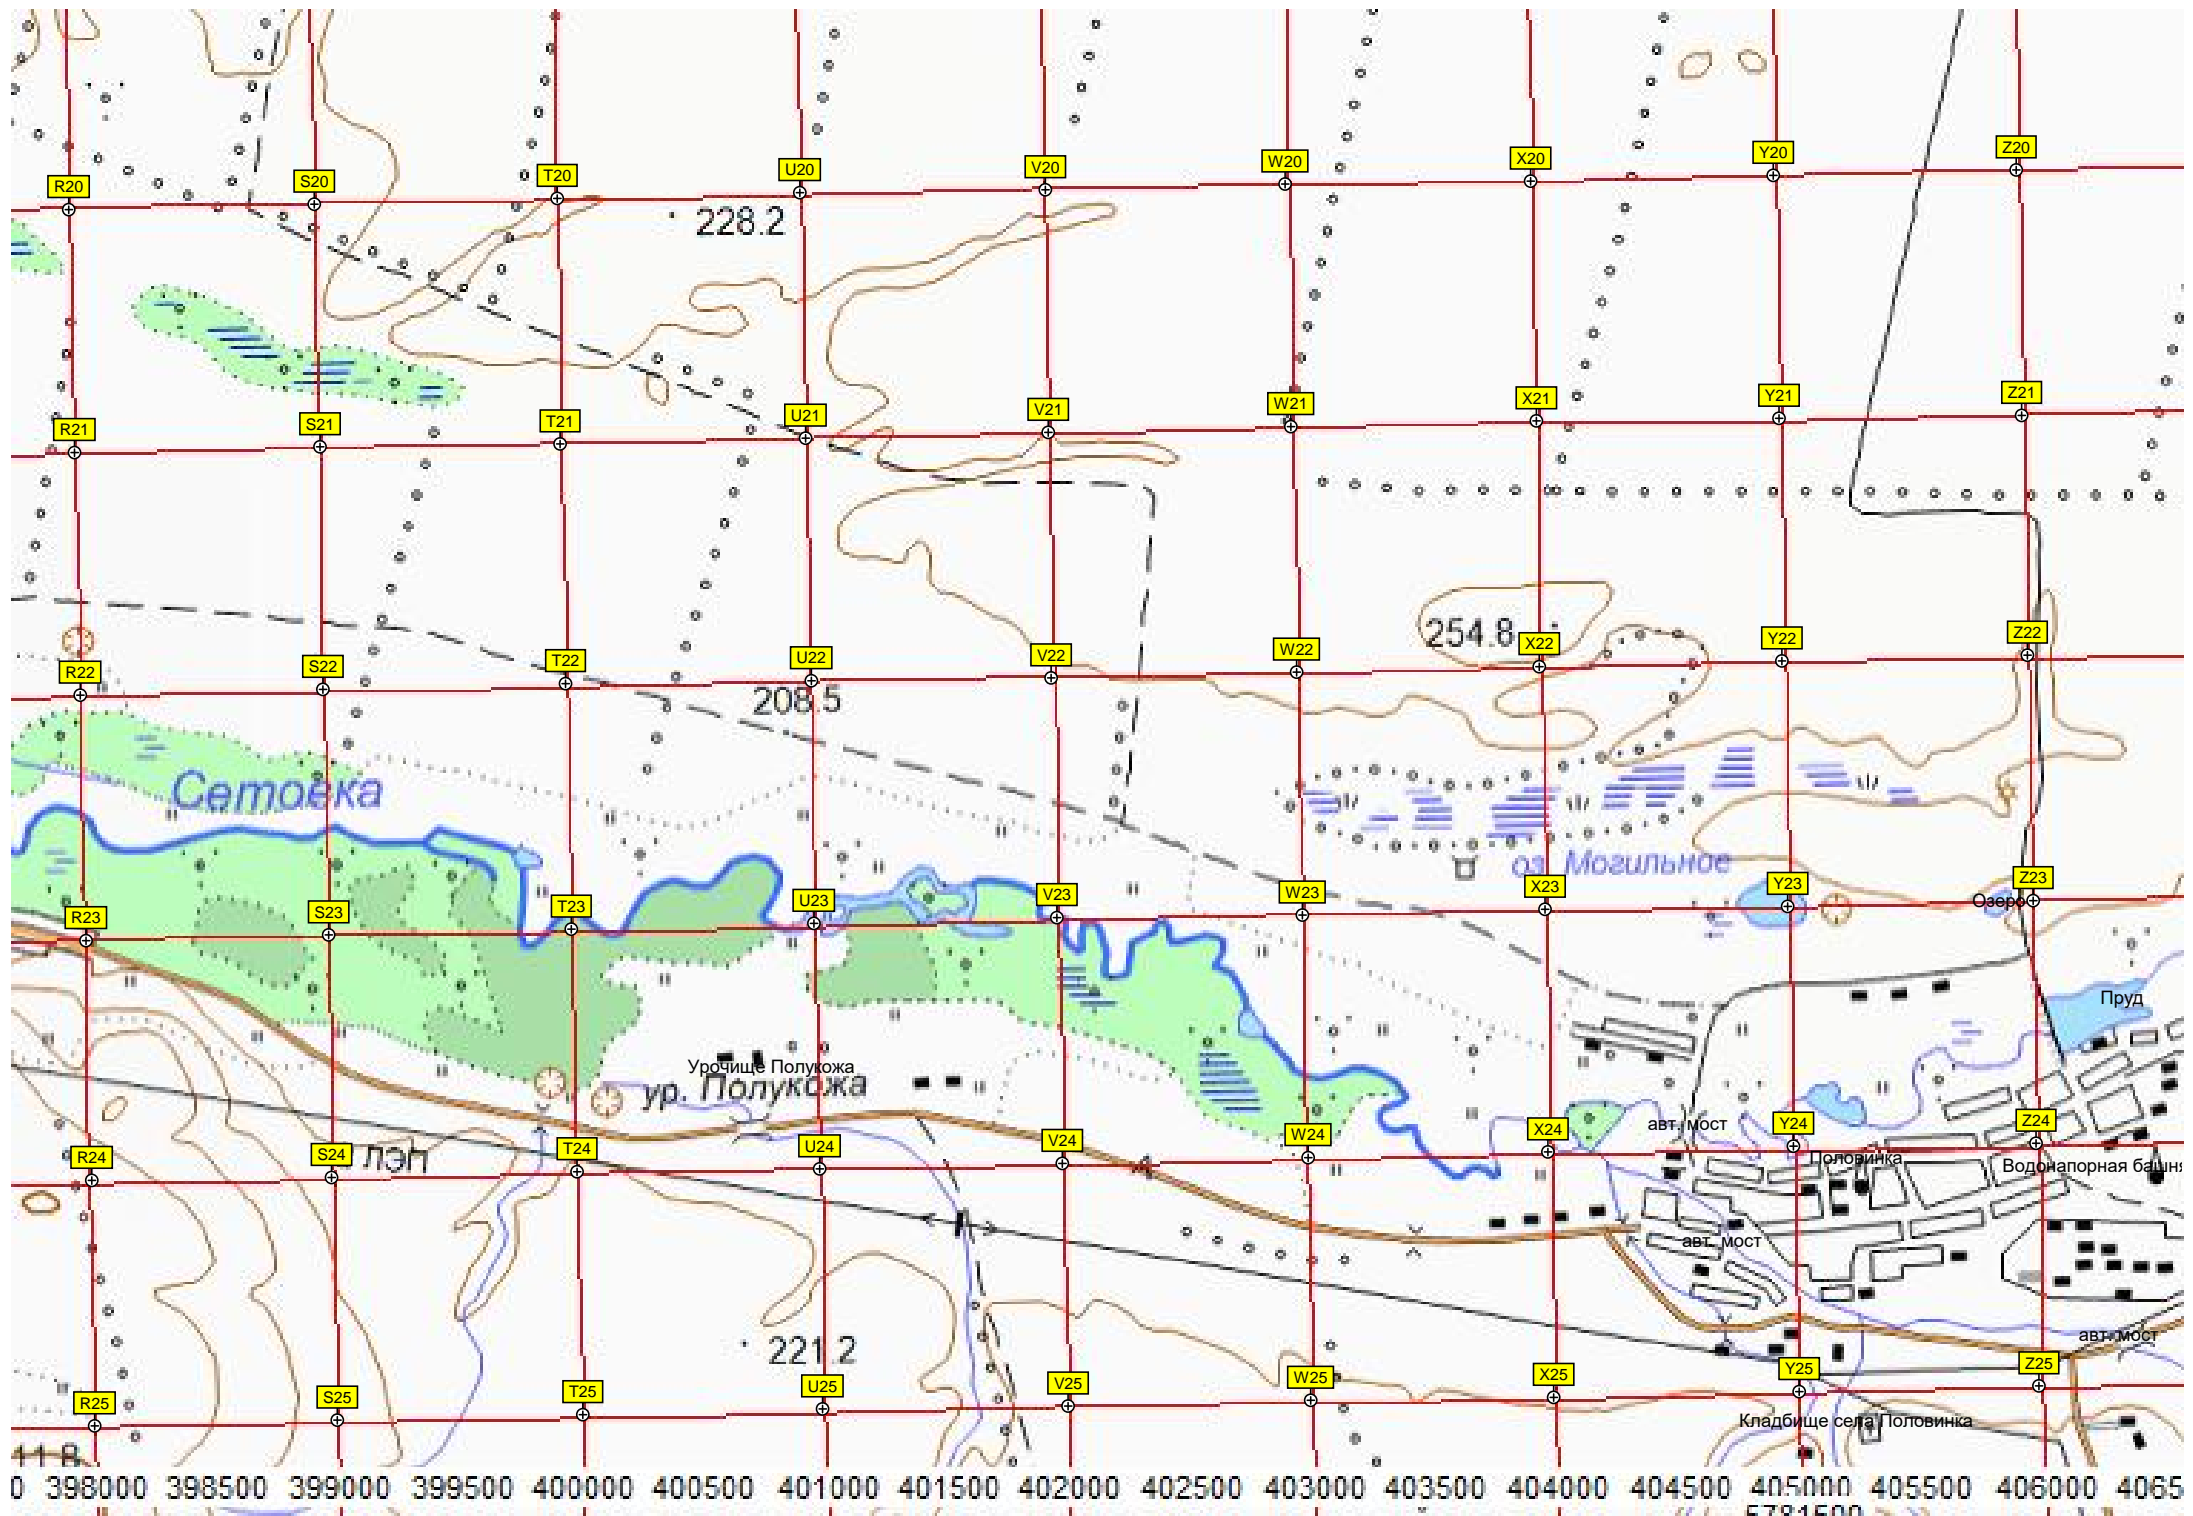 R20 S20 T20 U20 V20 W20 X20 Y20 Z20
228.2
R21 S21 T21 U21 V21 W21 X21 Y21 Z21
254.8
R22 S22 T22 U22 V22 W22 X22 Y22 Z22
208.5
Сетовка
оз. Могильное
R23 S23 T23 U23 V23 W23 X23 Y23 Z23
Озеро
Пруд
Урочище Полукожа
ур. Полукожа
авт. мост
R24 S24 T24 U24 V24 W24 X24 Y24 Z24
ЛЭП
Половинка
Водонапорная башня
авт. мост
авт. мост
221.2
R25 S25 T25 U25 V25 W25 X25 Y25 Z25
Кладбище села Половинка
11.8
0 398000 398500 399000 399500 400000 400500 401000 401500 402000 402500 403000 403500 404000 404500 405000 405500 406000 4065
5781500